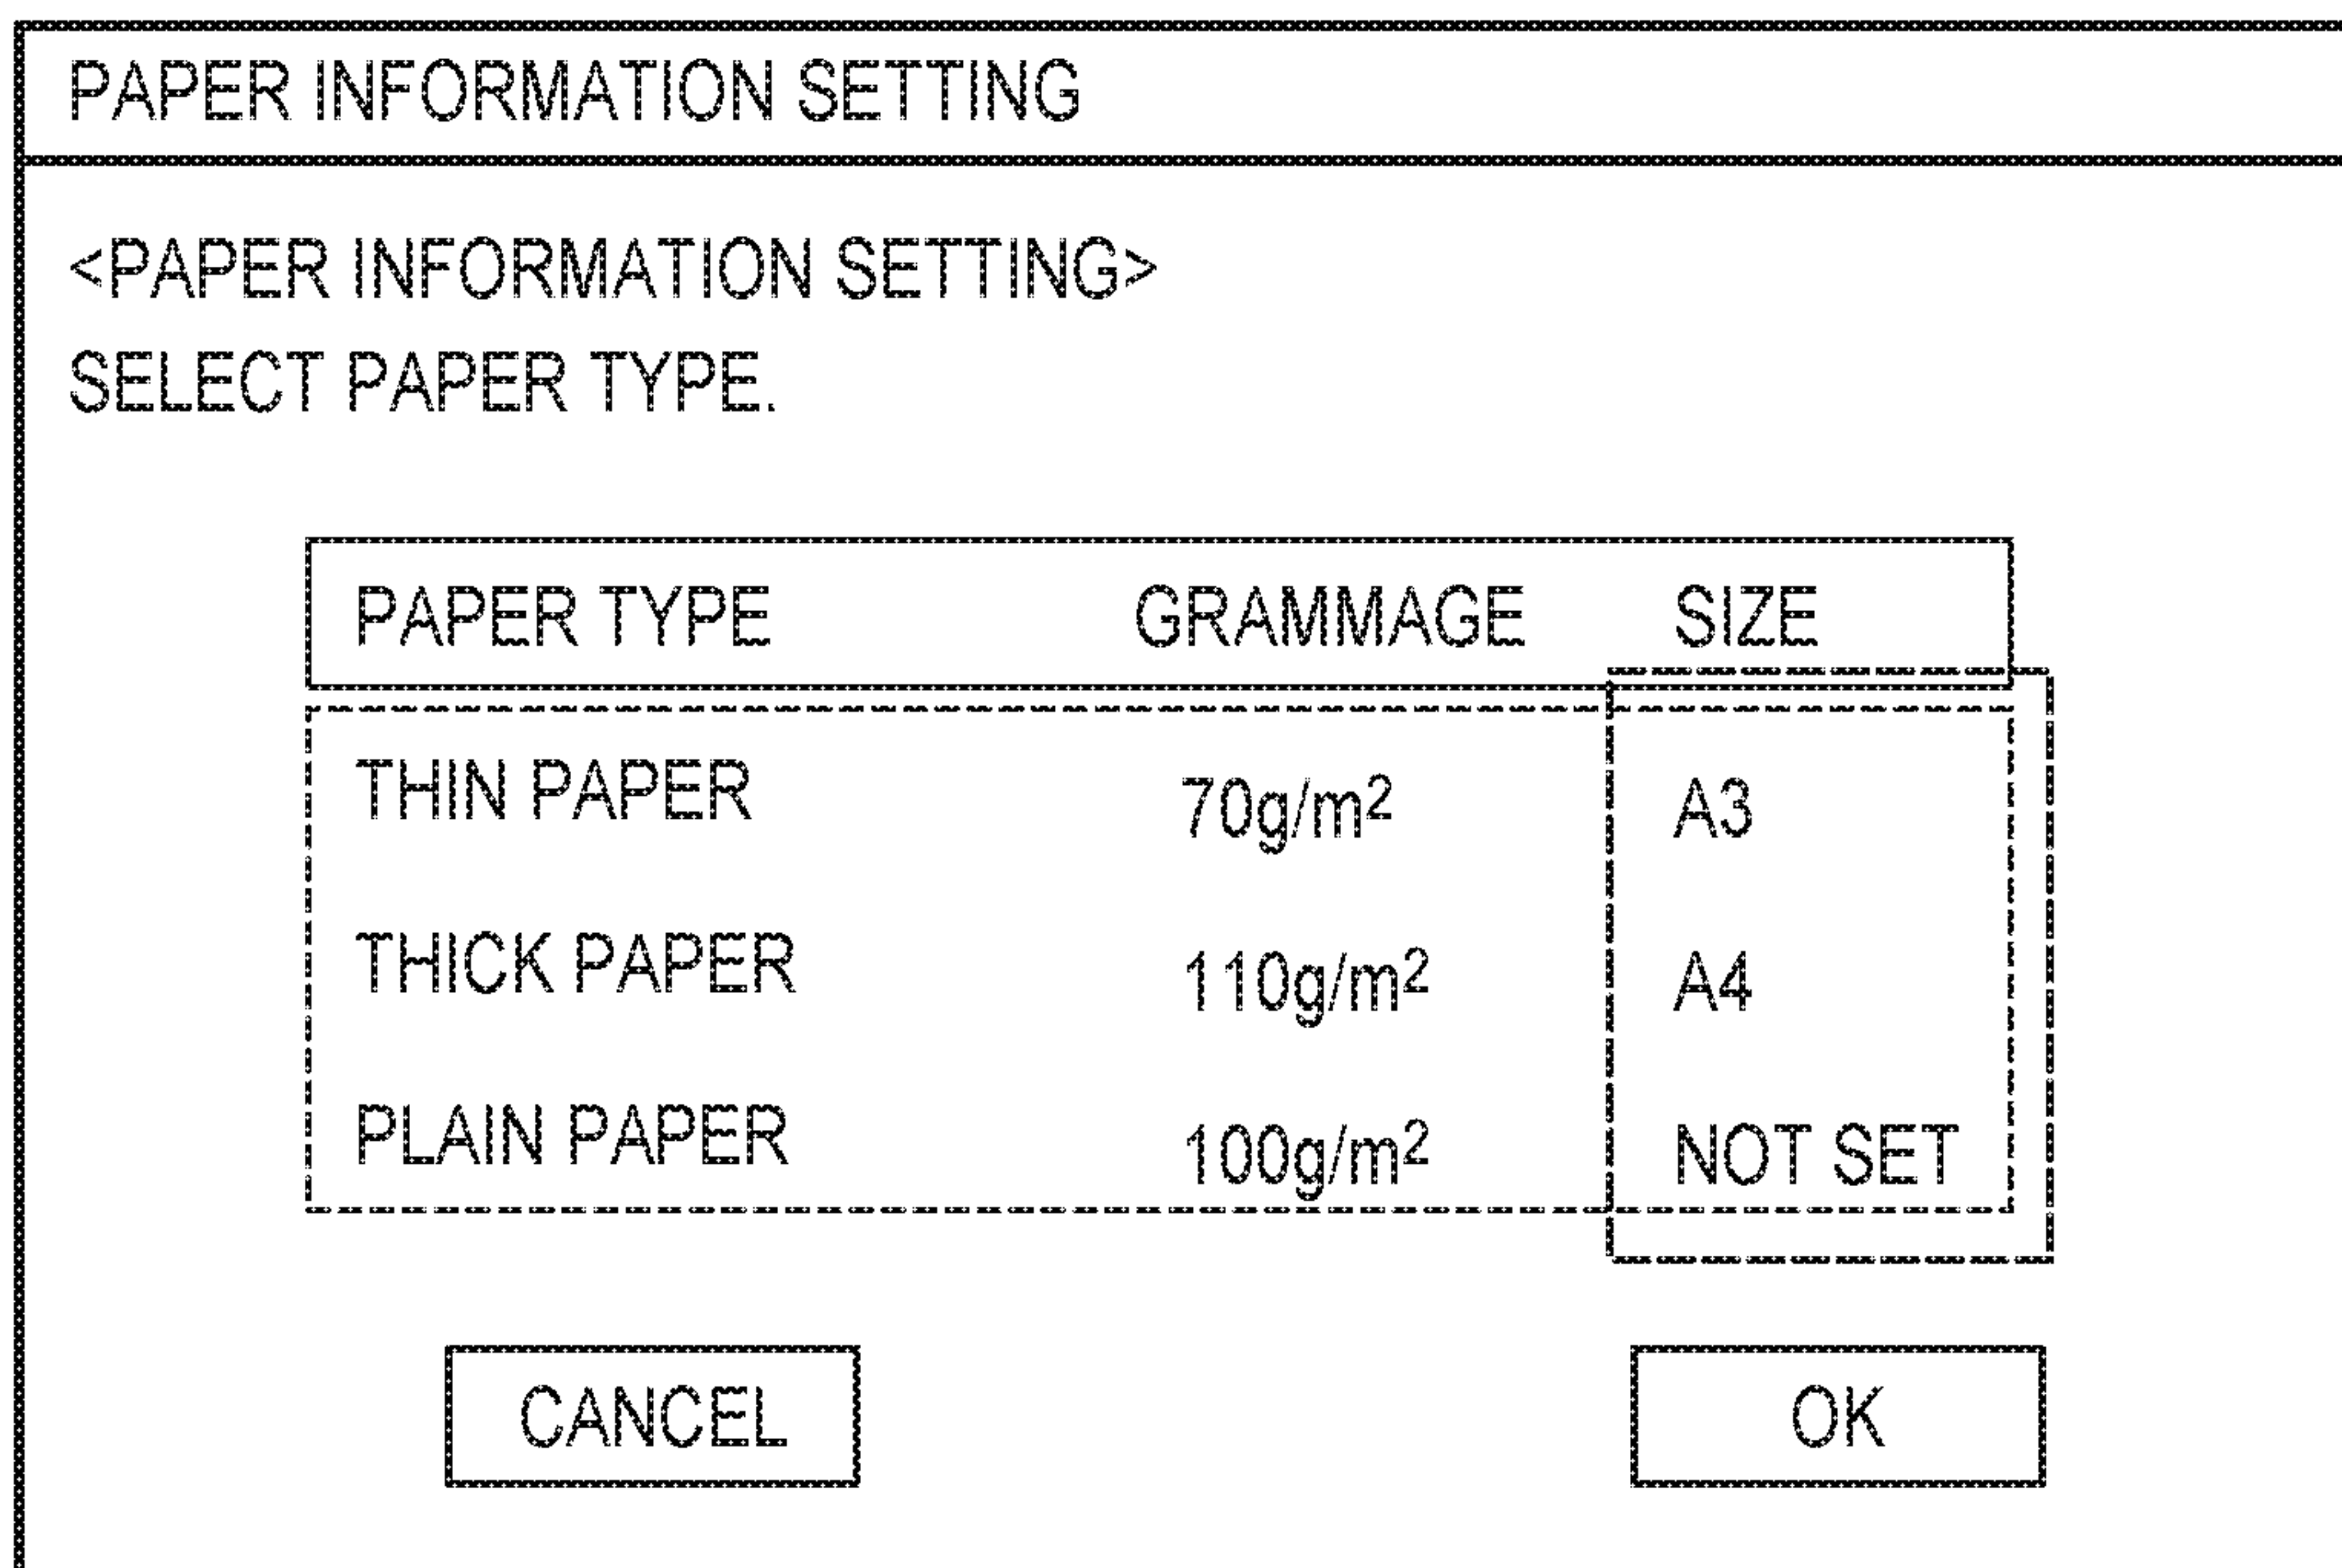 PAPER INFORMATION SETTING
<PAPER INFORMATION SETTING>
SELECT PAPER TYPE.
PAPER TYPE GRAMMAGE SIZE
THIN PAPER 70g/m² A3
THICK PAPER 110g/m² A4
PLAIN PAPER 100g/m² NOT SET
CANCEL OK